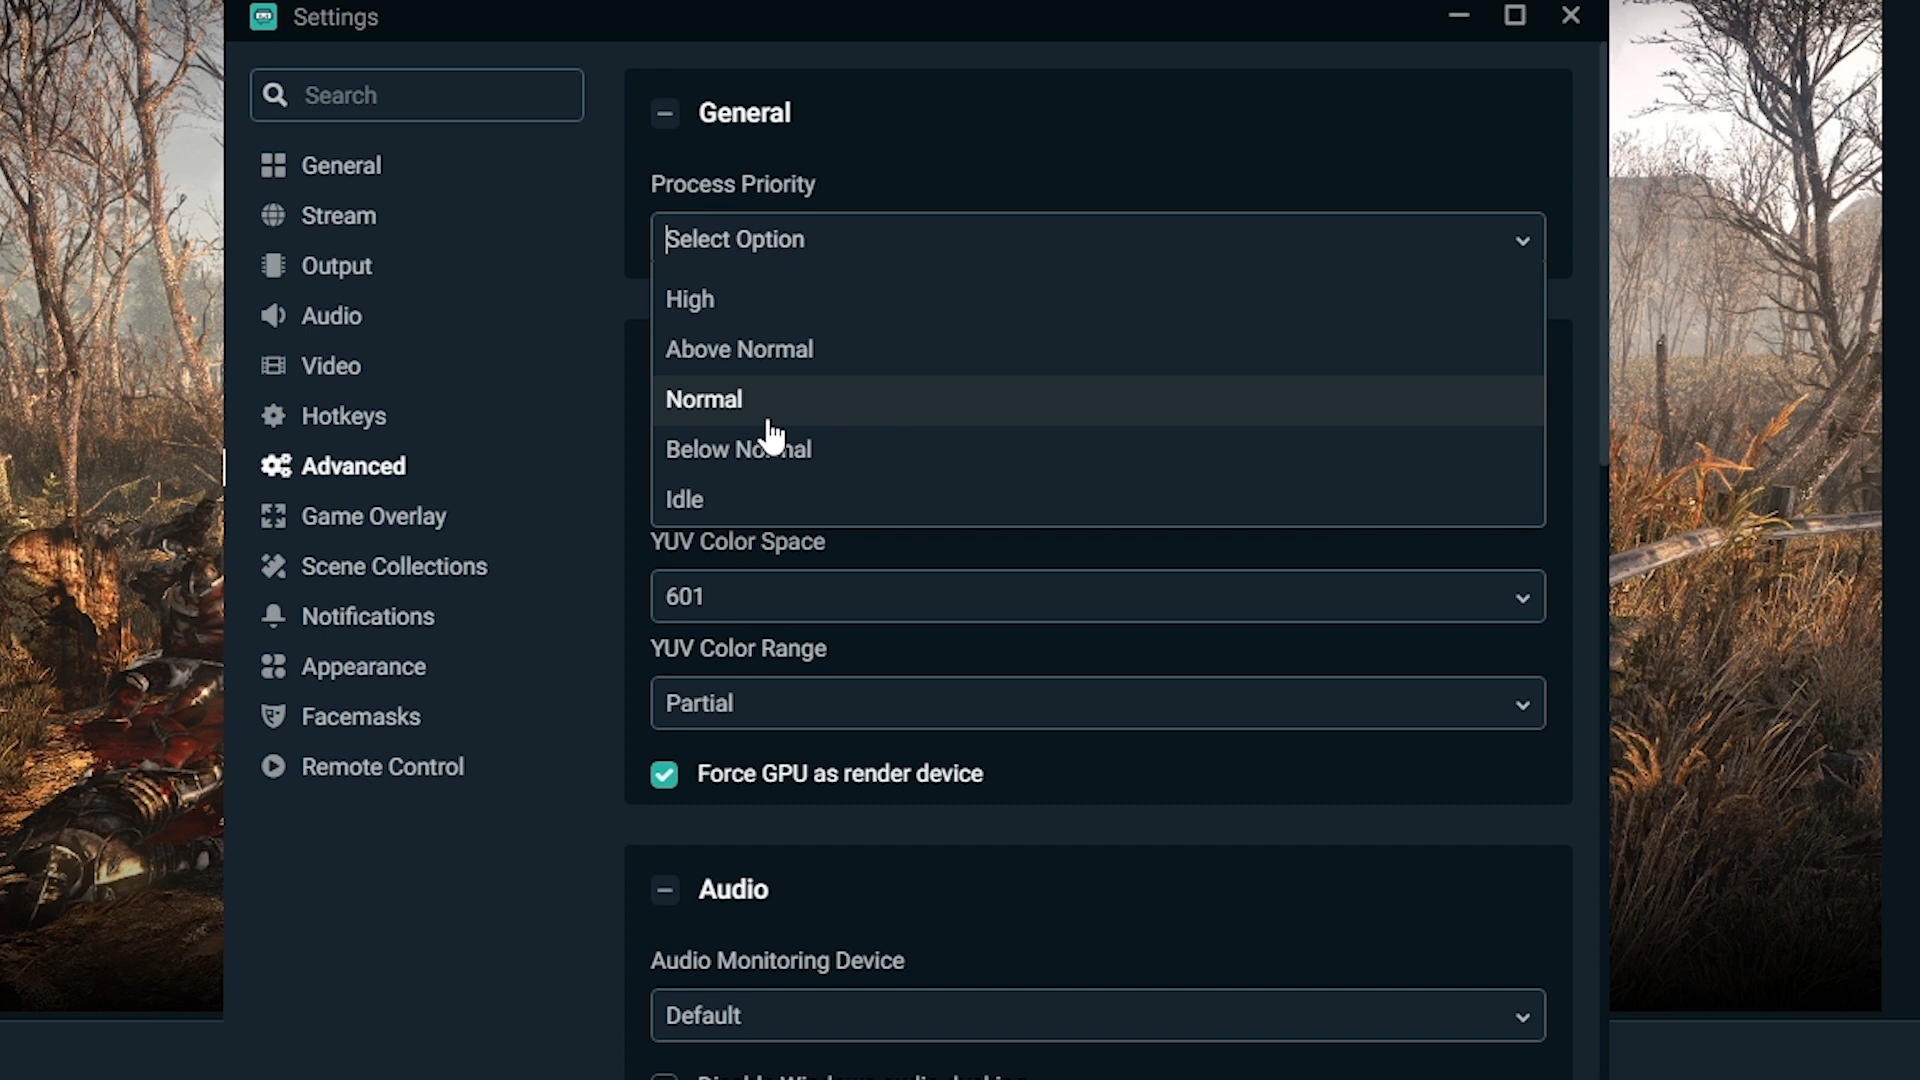 Settings
Search
General
Stream
Output
Audio
Video
Hotkeys
Advanced
Game Overlay
Scene Collections
Notifications
Appearance
Facemasks
Remote Control
General
Process Priority
Select Option
High
Above Normal
Normal
Below Normal
Idle
YUV Color Space
601
YUV Color Range
Partial
Force GPU as render device
Audio
Audio Monitoring Device
Default